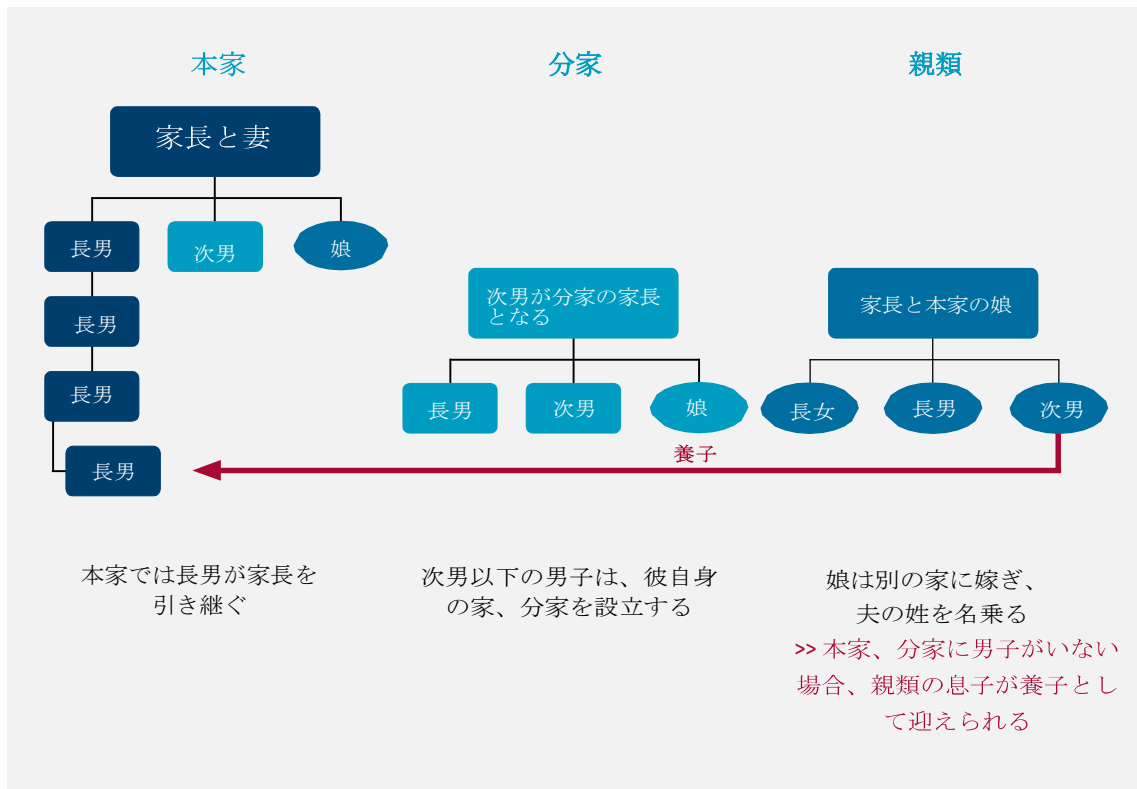 本家
分家
親類
家長と妻
長男
次男
娘
長男
長男
長男
次男が分家の家長
となる
長男
次男
娘
家長と本家の娘
長女
長男
次男
養子
本家では長男が家長を
引き継ぐ
次男以下の男子は、彼自身
の家、分家を設立する
娘は別の家に嫁ぎ、
夫の姓を名乗る
>> 本家、分家に男子がいない
場合、親類の息子が養子とし
て迎えられる